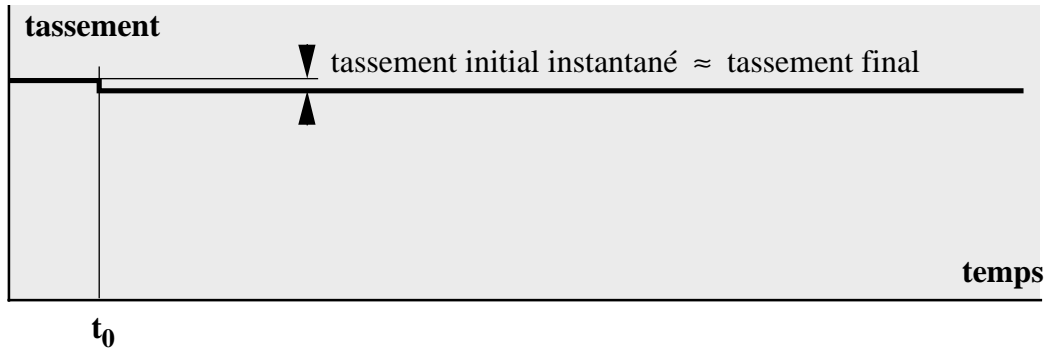 tassement
tassement initial instantané ≈ tassement final
temps
t0